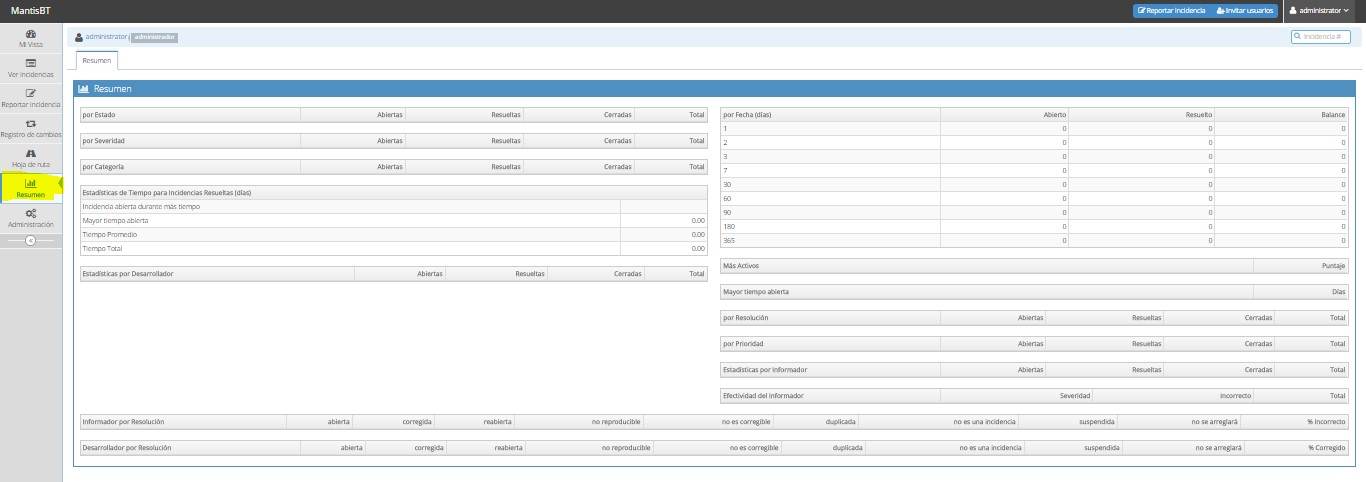 MantisBT
Reportar incidencia Invitar usuarios administrator
administrator administrador Incidencia #
Mi Vista
Ver Incidencias
Reportar incidencia
Registro de cambios
Hoja de ruta
Resumen
Administración
Resumen
Resumen
por Estado Abiertas Resueltas Cerradas Total
por Severidad Abiertas Resueltas Cerradas Total
por Categoría Abiertas Resueltas Cerradas Total
Estadísticas de Tiempo para Incidencias Resueltas (días)
Incidencia abierta durante más tiempo
Mayor tiempo abierta 0.00
Tiempo Promedio 0.00
Tiempo Total 0.00
Estadísticas por Desarrollador Abiertas Resueltas Cerradas Total
por Fecha (días) Abierto Resuelto Balance
1 0 0 0
2 0 0 0
3 0 0 0
7 0 0 0
30 0 0 0
60 0 0 0
90 0 0 0
180 0 0 0
365 0 0 0
Más Activos Puntaje
Mayor tiempo abierta Días
por Resolución Abiertas Resueltas Cerradas Total
por Prioridad Abiertas Resueltas Cerradas Total
Estadísticas por Informador Abiertas Resueltas Cerradas Total
Efectividad del Informador Severidad Incorrecto Total
Informador por Resolución abierta corregida reabierta no reproducible no es corregible duplicada no es una incidencia suspendida no se arreglará % Incorrecto
Desarrollador por Resolución abierta corregida reabierta no reproducible no es corregible duplicada no es una incidencia suspendida no se arreglará % Corregido